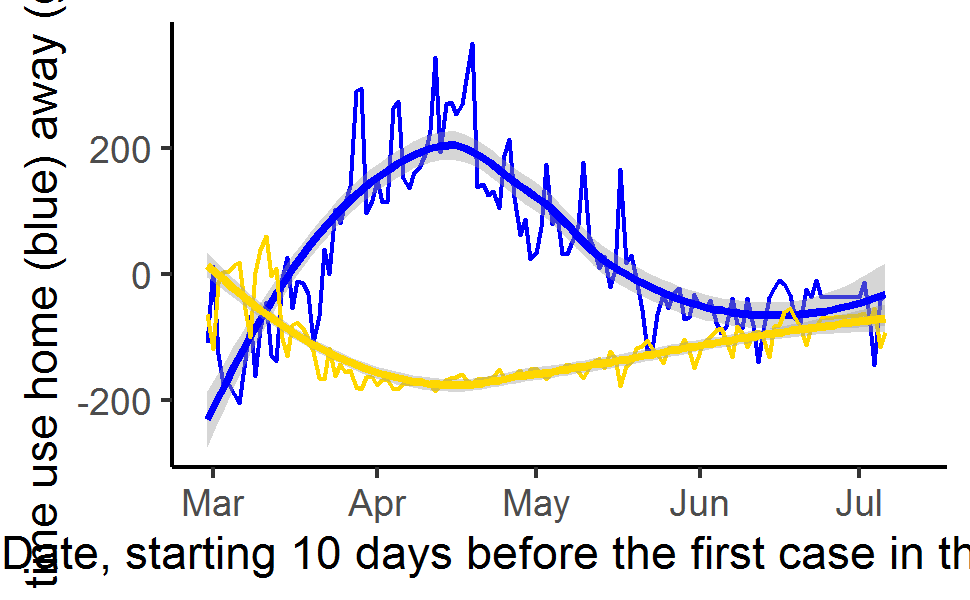 time use home (blue) away (g
200
0
-200
Mar Apr May Jun Jul
Date, starting 10 days before the first case in th